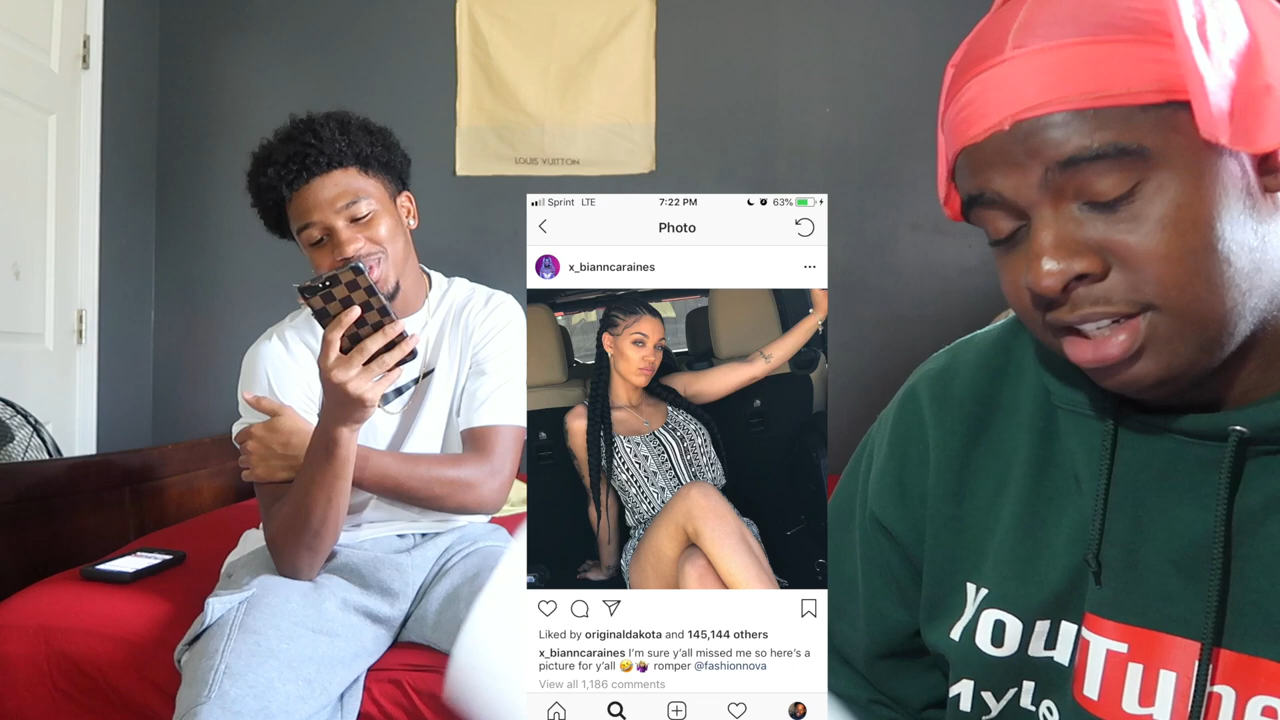 LOUIS VUITTON
Sprint LTE 7:22 PM 63%
Photo
x_bianncaraines
Liked by originaldakota and 145,144 others
x_bianncaraines I'm sure y'all missed me so here's a
picture for y'all 🤣🤷🏽‍♀️ romper @fashionnova
View all 1,186 comments
YouTube
Myle